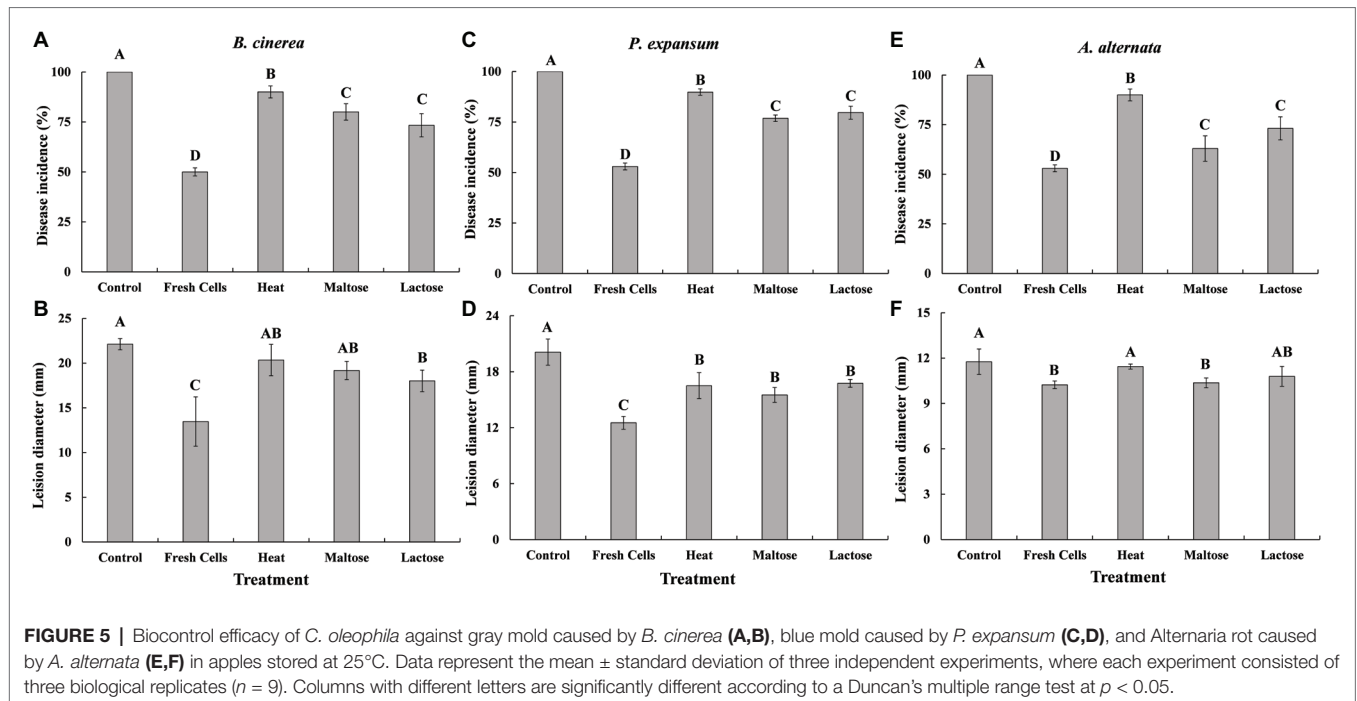 A
B. cinerea
Disease incidence (%)
100
75
50
25
0
A
D
B
C
C
Control Fresh Cells Heat Maltose Lactose
B
Leision diameter (mm)
25
20
15
10
5
0
A
C
AB
AB
B
Control Fresh Cells Heat Maltose Lactose
Treatment
C
P. expansum
Disease incidence (%)
100
75
50
25
0
A
D
B
C
C
Control Fresh Cells Heat Maltose Lactose
D
Leision diameter (mm)
24
18
12
6
0
A
C
B
B
B
Control Fresh Cells Heat Maltose Lactose
Treatment
E
A. alternata
Disease incidence (%)
100
75
50
25
0
A
D
B
C
C
Control Fresh Cells Heat Maltose Lactose
F
Leision diameter (mm)
15
12
9
6
3
0
A
B
A
B
AB
Control Fresh Cells Heat Maltose Lactose
Treatment
FIGURE 5 | Biocontrol efficacy of C. oleophila against gray mold caused by B. cinerea (A,B), blue mold caused by P. expansum (C,D), and Alternaria rot caused
by A. alternata (E,F) in apples stored at 25°C. Data represent the mean ± standard deviation of three independent experiments, where each experiment consisted of
three biological replicates (n = 9). Columns with different letters are significantly different according to a Duncan's multiple range test at p < 0.05.